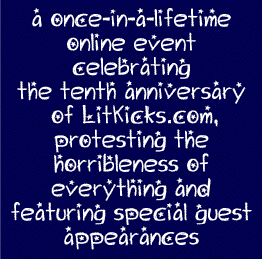 a once-in-a-lifetime
online event
celebrating
the tenth anniversary
of LitKicks.com,
protesting the
horribleness of
everything and
featuring special guest
appearances